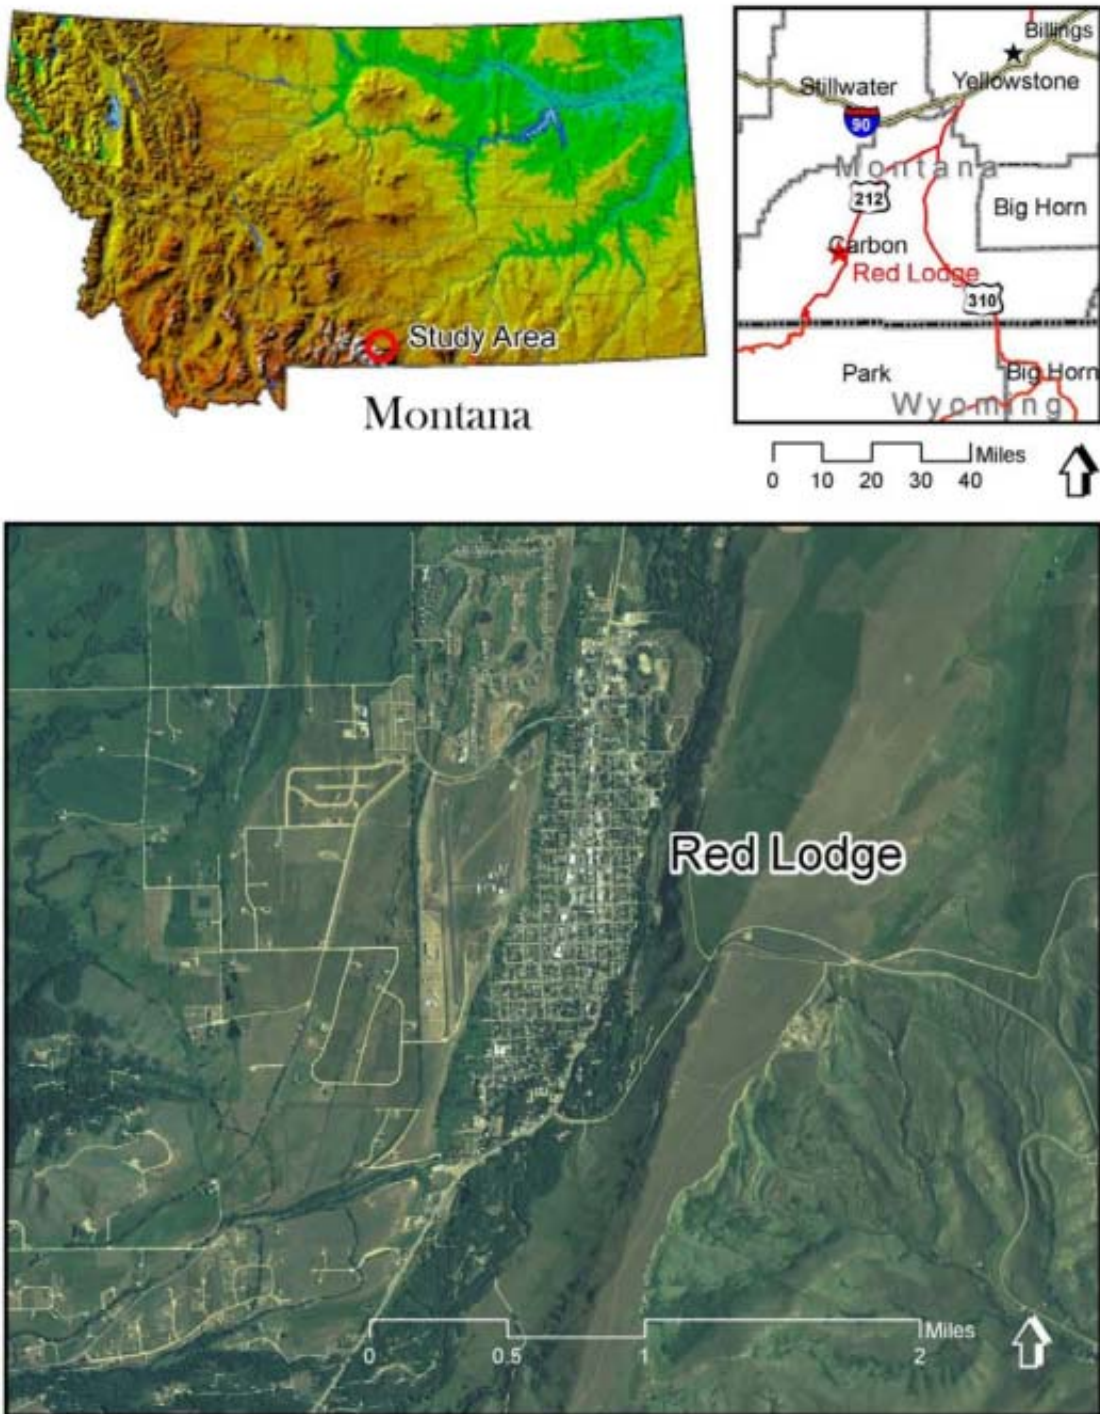 Study Area
Montana
Billings
Stillwater
Yellowstone
90
Montana
212
Big Horn
Carbon
Red Lodge
310
Park
Big Horn
Wyoming
Miles
0 10 20 30 40
Red Lodge
Miles
0 0.5 1 2